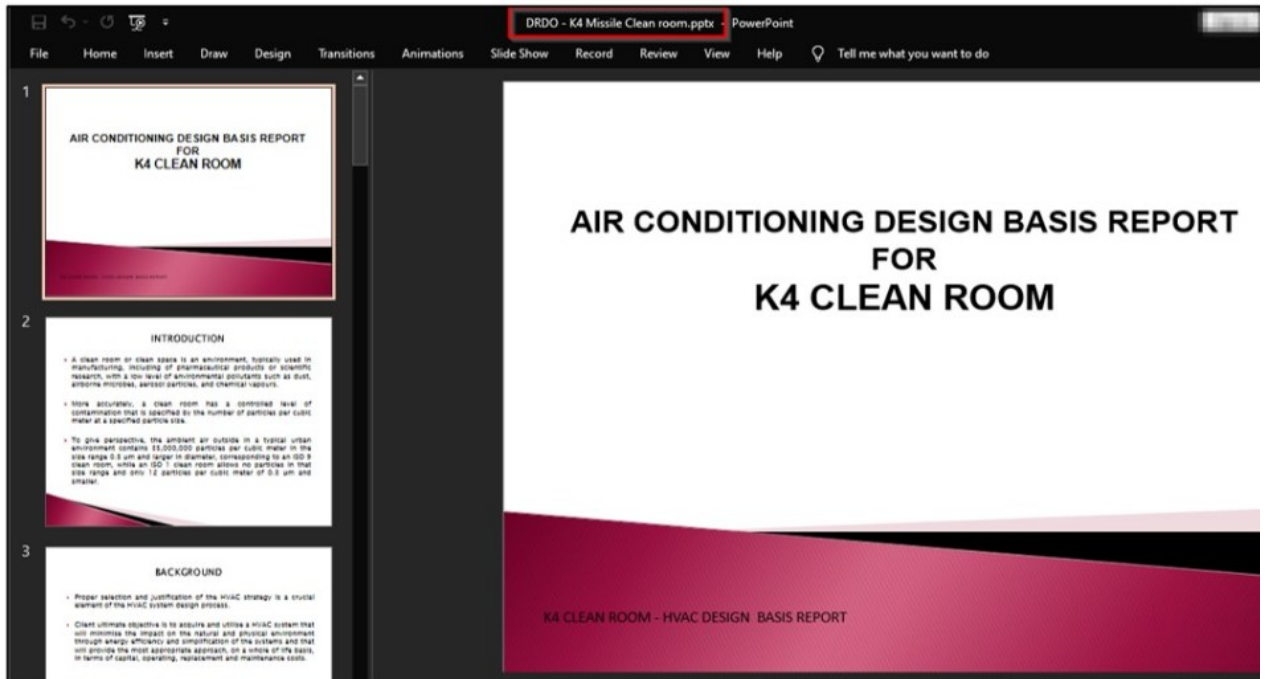 DRDO - K4 Missile Clean room.pptx - PowerPoint
File Home Insert Draw Design Transitions Animations Slide Show Record Review View Help Tell me what you want to do
1
AIR CONDITIONING DESIGN BASIS REPORT
FOR
K4 CLEAN ROOM
2
INTRODUCTION
A clean room or clean space is an environment, typically used in
manufacturing, including of pharmaceutical products or scientific
research, with a low level of environmental pollutants such as dust,
airborne microbes, aerosol particles, and chemical vapours.
More accurately, a clean room has a controlled level of
contamination that is specified by the number of particles per cubic
meter at a specified particle size.
To give perspective, the ambient air outside in a typical urban
environment contains 35,000,000 particles per cubic meter in the
size range 0.5 um and larger in diameter, corresponding to an ISO 9
clean room, while an ISO 1 clean room allows no particles in that
size range and only 12 particles per cubic meter of 0.3 um and
smaller.
3
BACKGROUND
Proper selection and justification of the HVAC strategy is a crucial
element of the HVAC system design process.
Client ultimate objective is to acquire and utilise a HVAC system that
will minimise the impact on the natural and physical environment
through energy efficiency and simplification of the systems and that
will provide the most appropriate approach, on a whole of life basis,
in terms of capital, operating, replacement and maintenance costs.
AIR CONDITIONING DESIGN BASIS REPORT
FOR
K4 CLEAN ROOM
K4 CLEAN ROOM - HVAC DESIGN BASIS REPORT